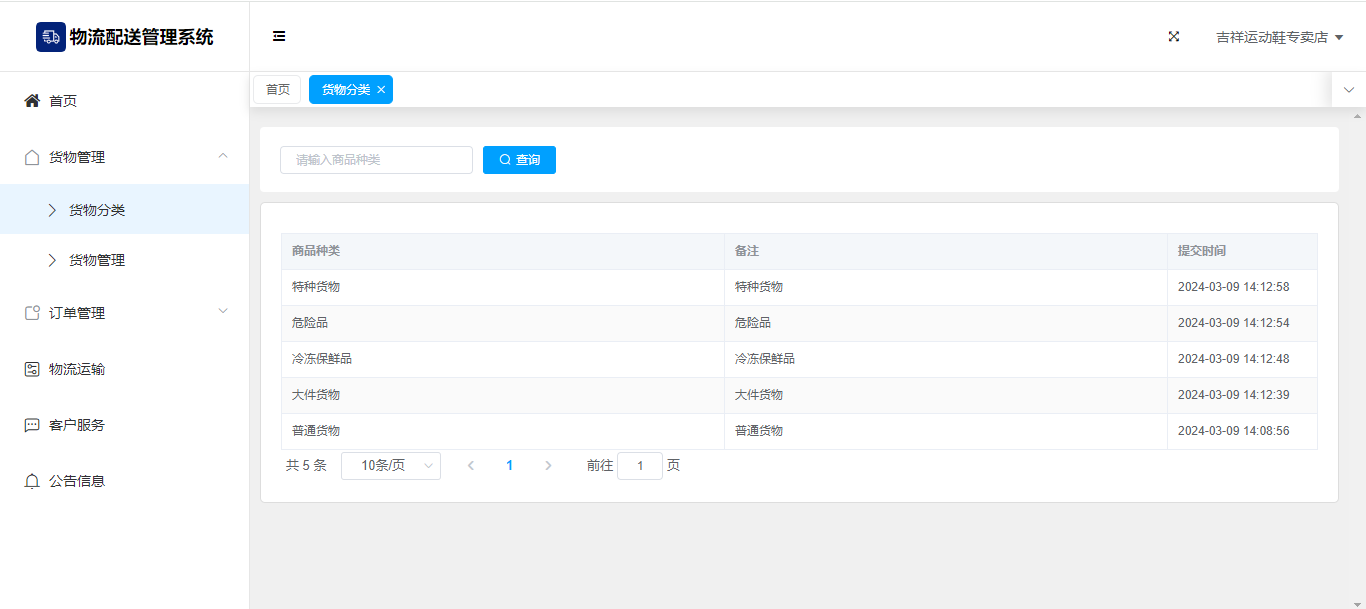 物流配送管理系统
吉祥运动鞋专卖店
首页
货物分类
首页
货物管理
货物分类
货物管理
订单管理
物流运输
客户服务
公告信息
请输入商品种类
查询
商品种类 备注 提交时间
特种货物 特种货物 2024-03-09 14:12:58
危险品 危险品 2024-03-09 14:12:54
冷冻保鲜品 冷冻保鲜品 2024-03-09 14:12:48
大件货物 大件货物 2024-03-09 14:12:39
普通货物 普通货物 2024-03-09 14:08:56
共 5 条 10条/页 1 前往 1 页